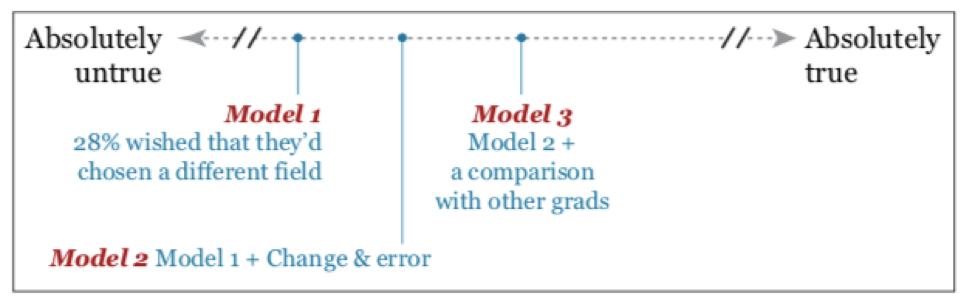 Absolutely
untrue
Absolutely
true
Model 1
28% wished that they'd
chosen a different field
Model 3
Model 2 +
a comparison
with other grads
Model 2 Model 1 + Change & error